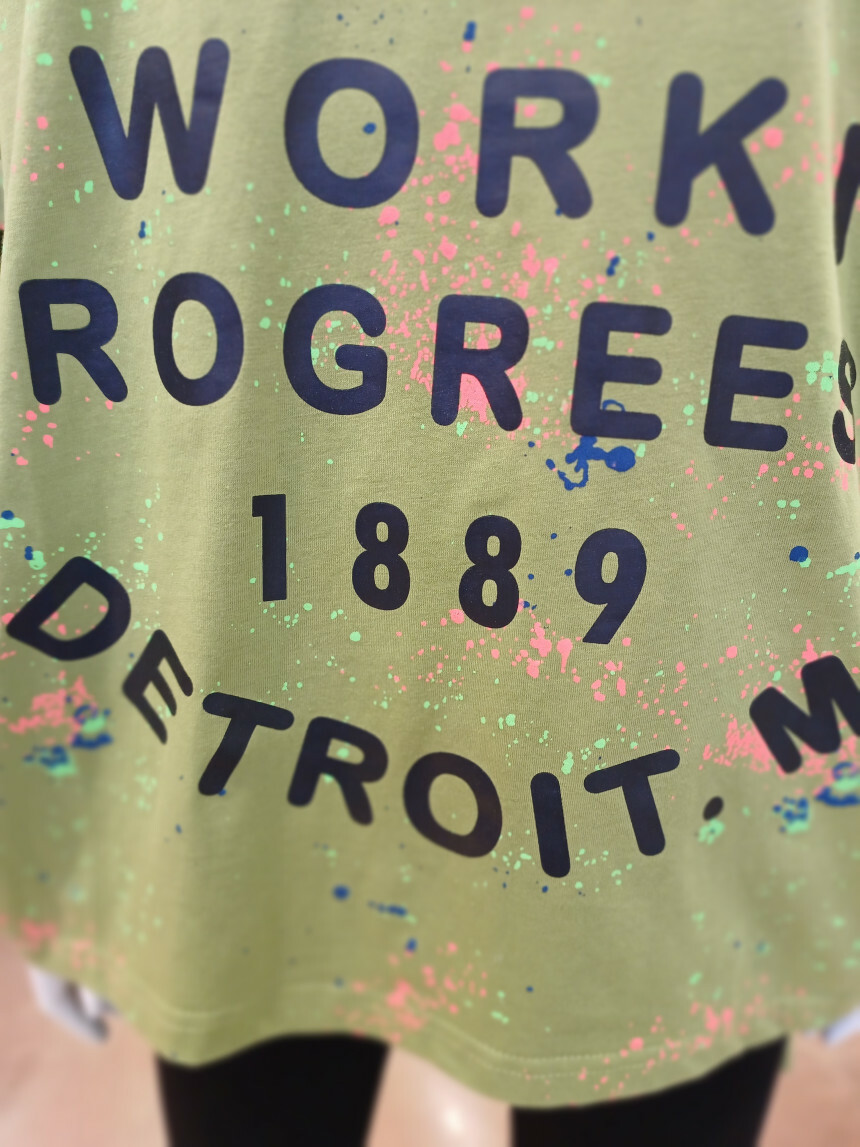 WORK
ROGREES
1889
DETROIT. M